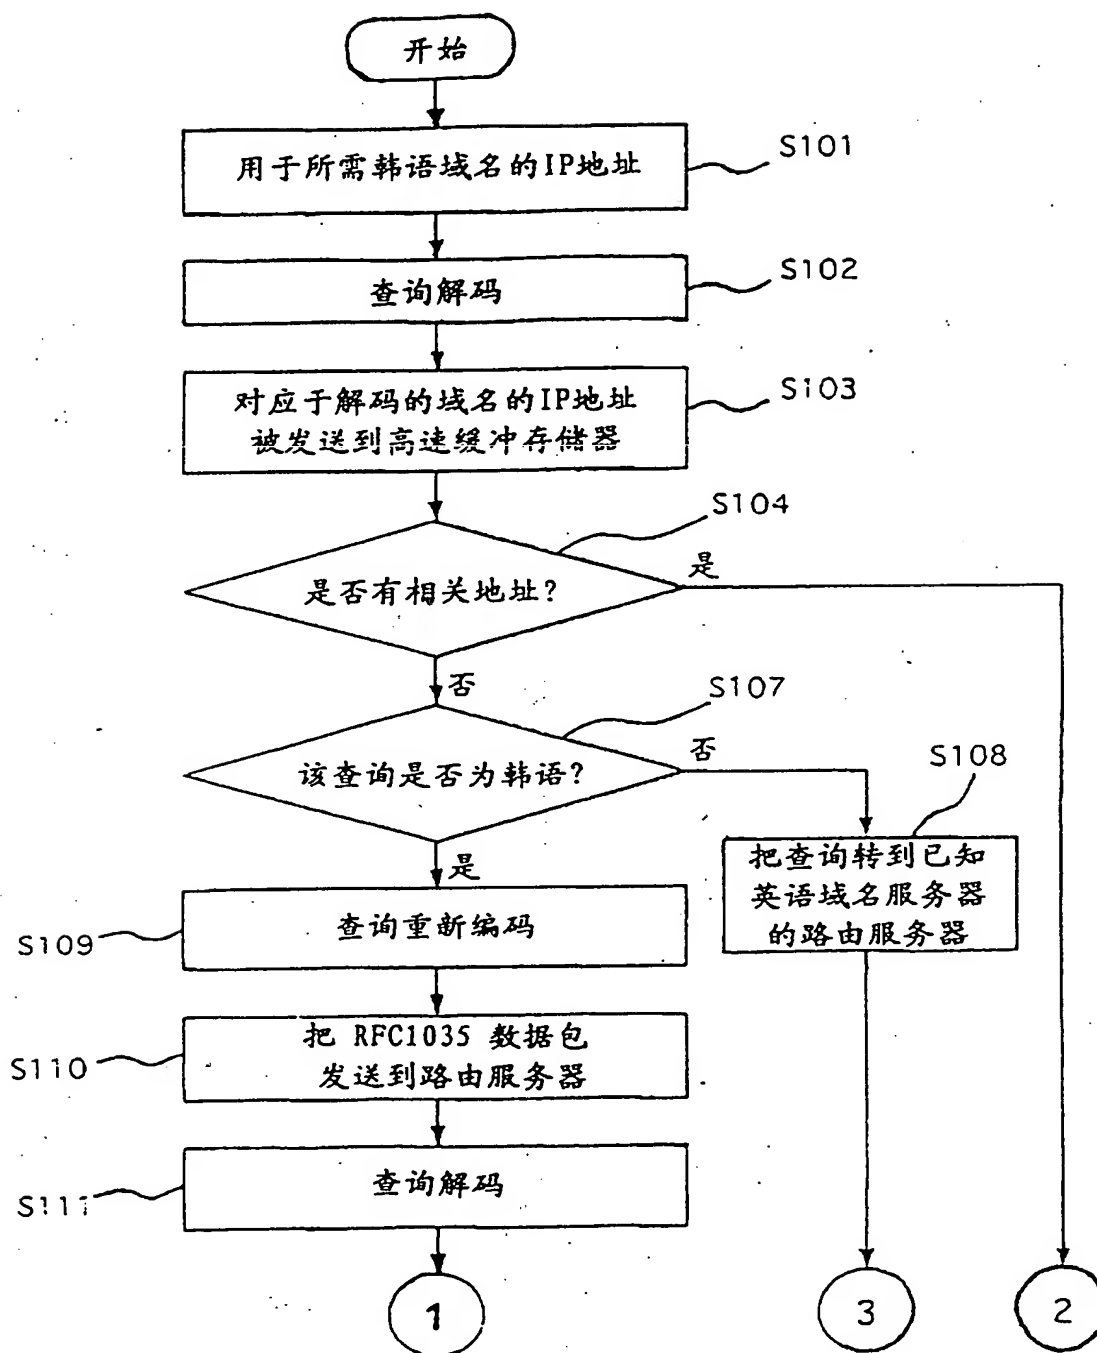 开始
用于所需韩语域名的IP地址
S101
查询解码
S102
对应于解码的域名的IP地址
被发送到高速缓冲存储器
S103
S104
是否有相关地址?
是
否
S107
该查询是否为韩语?
否
S108
把查询转到已知
英语域名服务器
的路由服务器
是
查询重新编码
S109
把 RFC1035 数据包
发送到路由服务器
S110
查询解码
S111
1
3
2